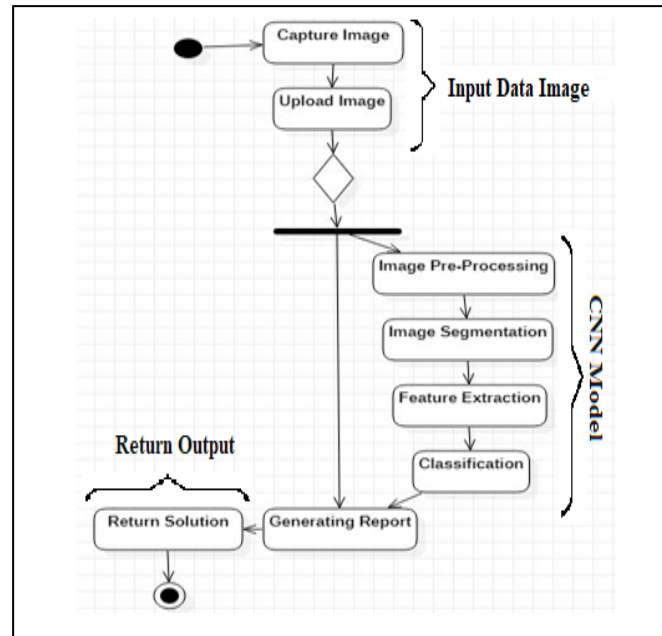 Capture Image
Input Data Image
Upload Image
Image Pre-Processing
Image Segmentation
CNN Model
Feature Extraction
Return Output
Classification
Return Solution
Generating Report